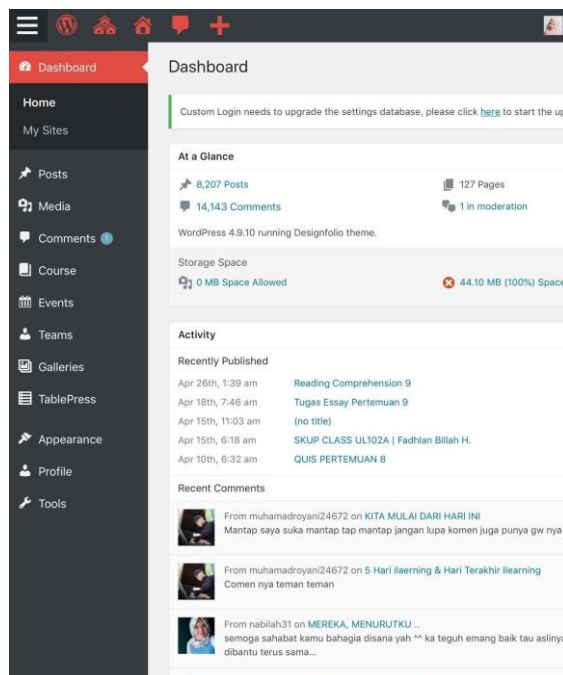 Dashboard
Home
My Sites
Posts
Media
Comments 1
Course
Events
Teams
Galleries
TablePress
Appearance
Profile
Tools
Dashboard
Custom Login needs to upgrade the settings database, please click here to start the up
At a Glance
8,207 Posts
127 Pages
14,143 Comments
1 in moderation
WordPress 4.9.10 running Designfolio theme.
Storage Space
0 MB Space Allowed
44.10 MB (100%) Space
Activity
Recently Published
Apr 26th, 1:39 am Reading Comprehension 9
Apr 18th, 7:46 am Tugas Essay Pertemuan 9
Apr 15th, 11:03 am (no title)
Apr 15th, 6:18 am SKUP CLASS UL102A | Fadhlan Billah H.
Apr 10th, 6:32 am QUIS PERTEMUAN 8
Recent Comments
From muhamadroyani24672 on KITA MULAI DARI HARI INI
Mantap saya suka mantap tap mantap jangan lupa komen juga punya gw nya
From muhamadroyani24672 on 5 Hari ilaerning & Hari Terakhir Ilearning
Comen nya teman teman
From nabilah31 on MEREKA, MENURUTKU ..
semoga sahabat kamu bahagia disana yah ^^ ka teguh emang baik tau aslinya
dibantu terus sama...